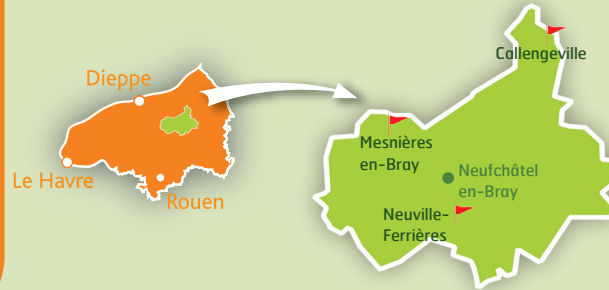 Dieppe
Le Havre
Rouen
Callengeville
Mesnières
en-Bray
Neufchâtel
en-Bray
Neuville-
Ferrières